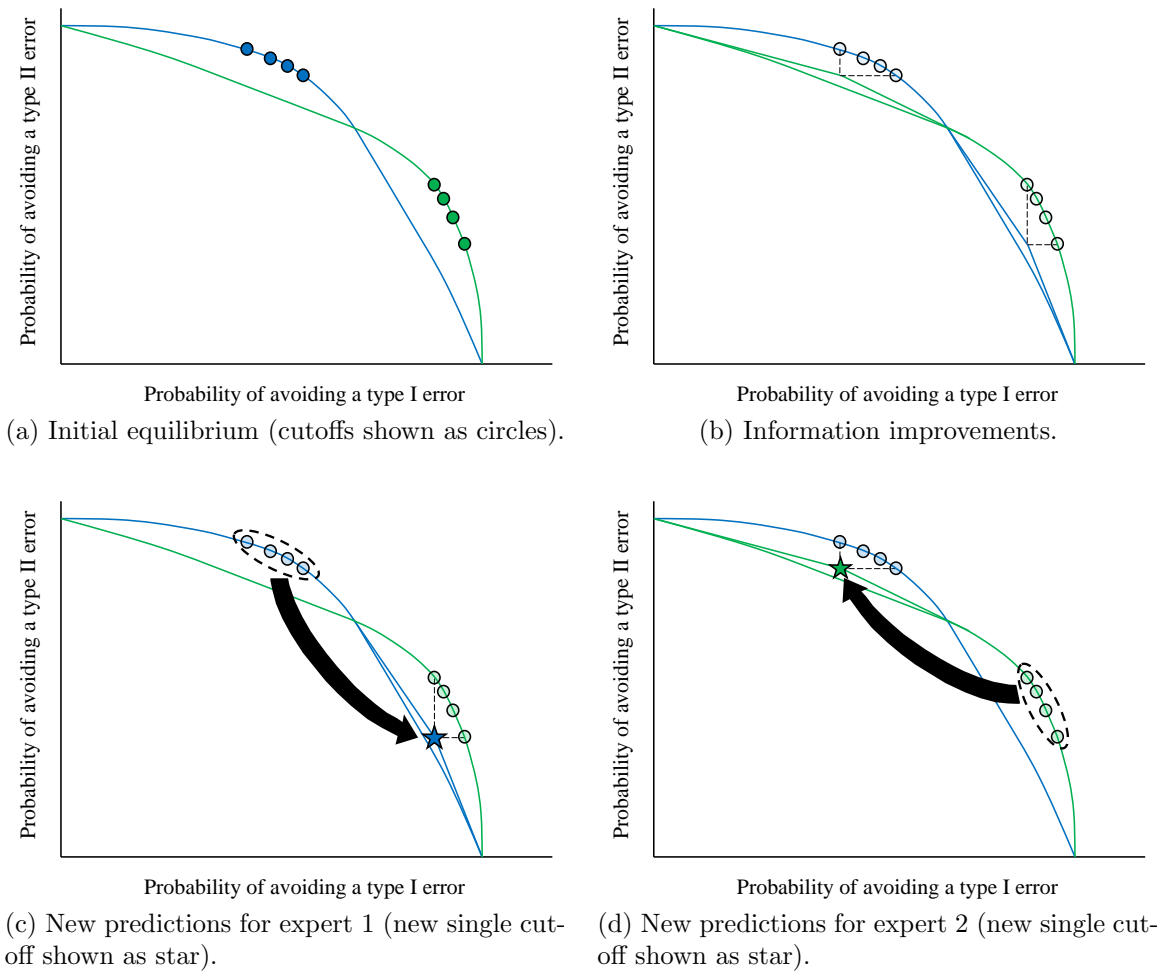 Probability of avoiding a type II error
Probability of avoiding a type I error
(a) Initial equilibrium (cutoffs shown as circles).
Probability of avoiding a type II error
Probability of avoiding a type I error
(b) Information improvements.
Probability of avoiding a type II error
Probability of avoiding a type I error
(c) New predictions for expert 1 (new single cut-
off shown as star).
Probability of avoiding a type II error
Probability of avoiding a type I error
(d) New predictions for expert 2 (new single cut-
off shown as star).